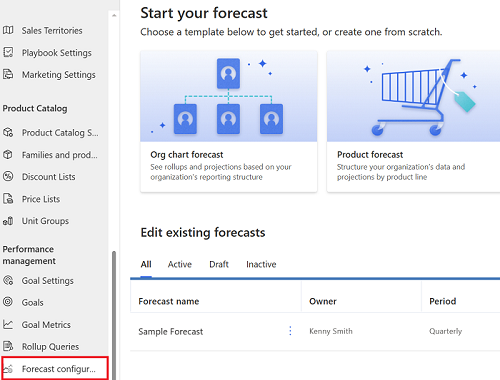 Sales Territories
Playbook Settings
Marketing Settings
Product Catalog
Product Catalog S...
Families and prod...
Discount Lists
Price Lists
Unit Groups
Performance
management
Goal Settings
Goals
Goal Metrics
Rollup Queries
Forecast configur...
Start your forecast
Choose a template below to get started, or create one from scratch.
Org chart forecast
See rollups and projections based on your
organization's reporting structure
Product forecast
Structure your organization's data and
projections by product line
Edit existing forecasts
All Active Draft Inactive
Forecast name Owner Period
Sample Forecast Kenny Smith Quarterly